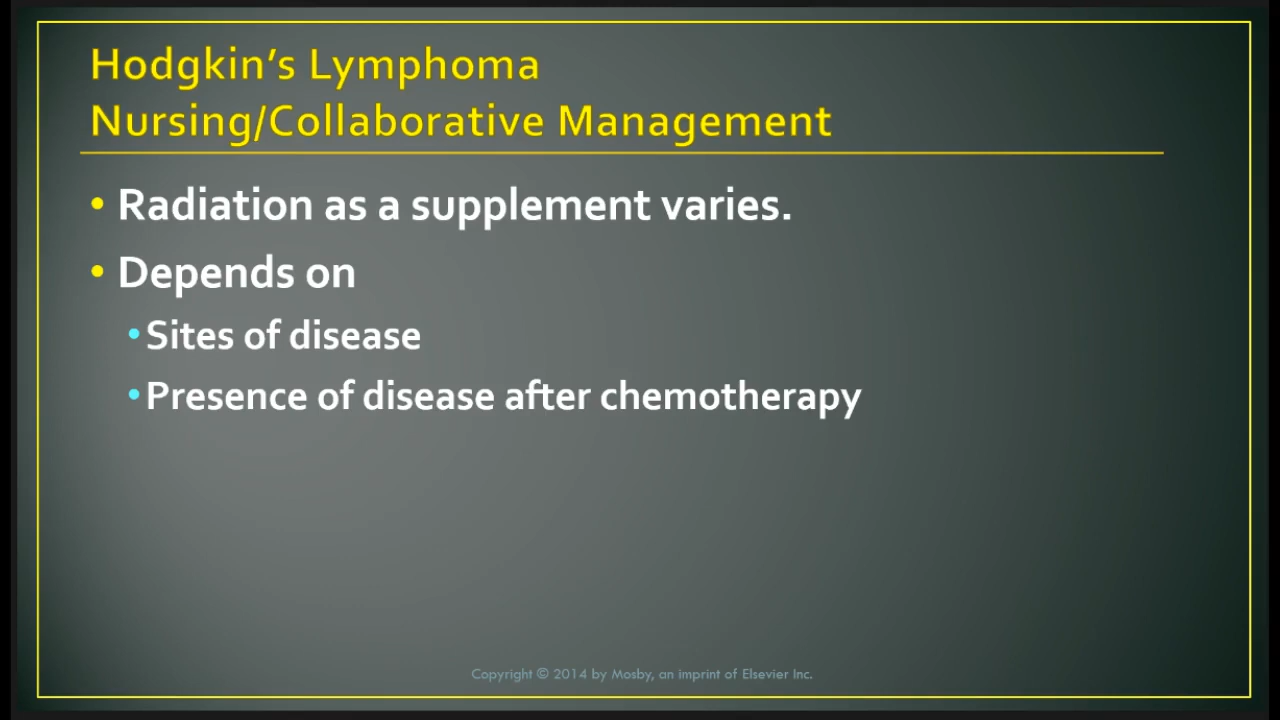 Hodgkin’s Lymphoma
Nursing/Collaborative Management
• Radiation as a supplement varies.
• Depends on
• Sites of disease
• Presence of disease after chemotherapy
Copyright © 2014 by Mosby, an imprint of Elsevier Inc.